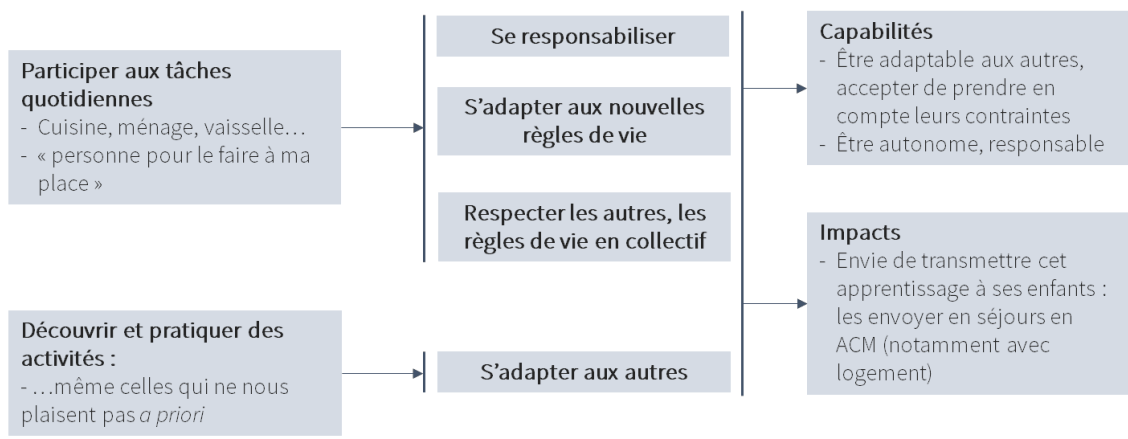 Participer aux tâches
quotidiennes
- Cuisine, ménage, vaisselle…
- « personne pour le faire à ma
place »
Découvrir et pratiquer des
activités :
- …même celles qui ne nous
plaisent pas a priori
Se responsabiliser
S’adapter aux nouvelles
règles de vie
Respecter les autres, les
règles de vie en collectif
S’adapter aux autres
Capabilités
- Être adaptable aux autres,
accepter de prendre en
compte leurs contraintes
- Être autonome, responsable
Impacts
- Envie de transmettre cet
apprentissage à ses enfants :
les envoyer en séjours en
ACM (notamment avec
logement)